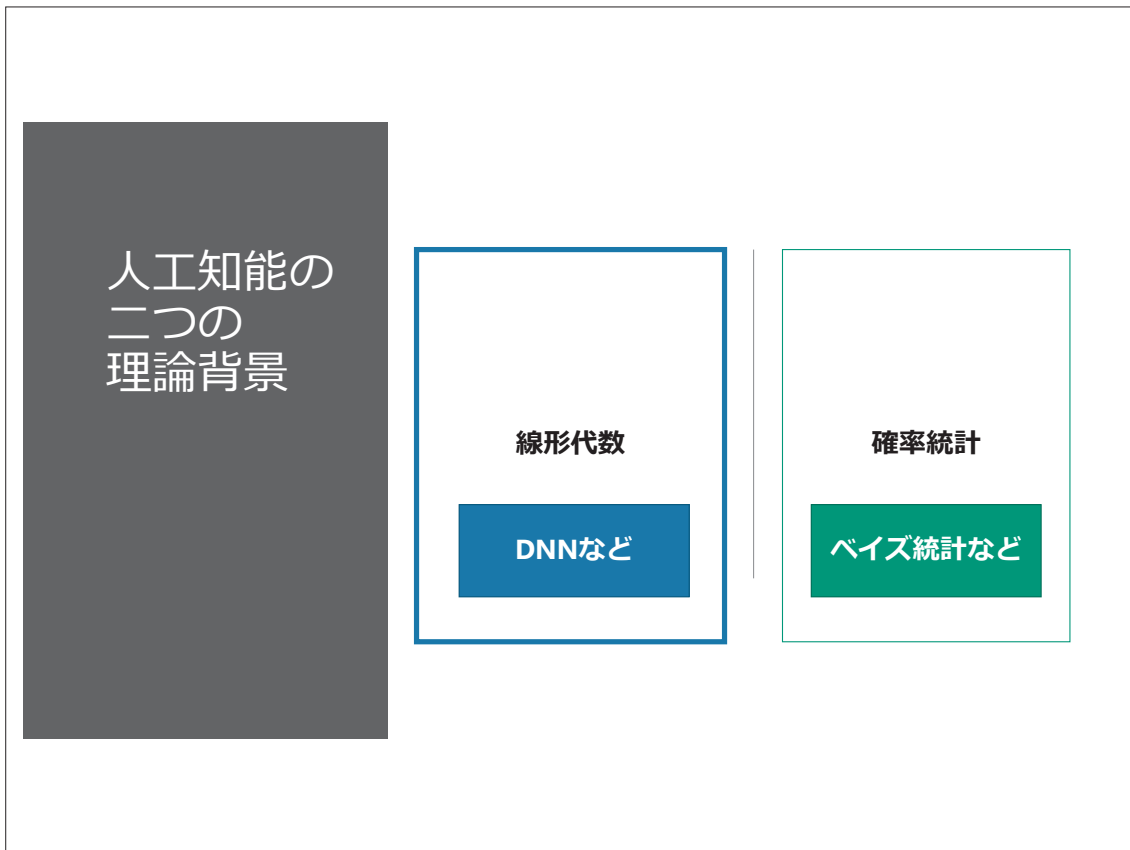 人工知能の
二つの
理論背景
線形代数
DNNなど
確率統計
ベイズ統計など